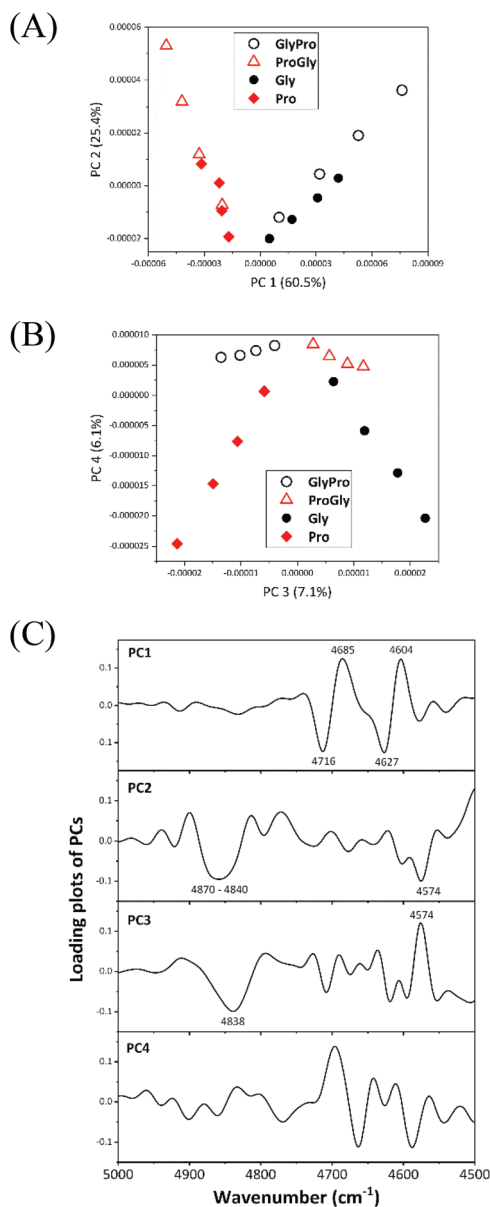 (A)
0.00006
0.00004
0.00002
0.00000
-0.00002
PC 2 (25.4%)
GlyPro
ProGly
Gly
Pro
-0.00006 -0.00003 0.00000 0.00003 0.00006 0.00009
PC 1 (60.5%)
(B)
0.000010
0.000005
0.000000
-0.000005
-0.000010
-0.000015
-0.000020
-0.000025
PC 4 (6.1%)
GlyPro
ProGly
Gly
Pro
-0.00002 -0.00001 0.00000 0.00001 0.00002
PC 3 (7.1%)
(C)
Loading plots of PCs
PC1
4685 4604
0.1
0.0
0.1
4716 4627
PC2
0.1
0.0
-0.1
4870 - 4840 4574
PC3
4574
0.1
0.0
-0.1
4838
PC4
0.1
0.0
-0.1
5000 4900 4800 4700 4600 4500
Wavenumber (cm⁻¹)